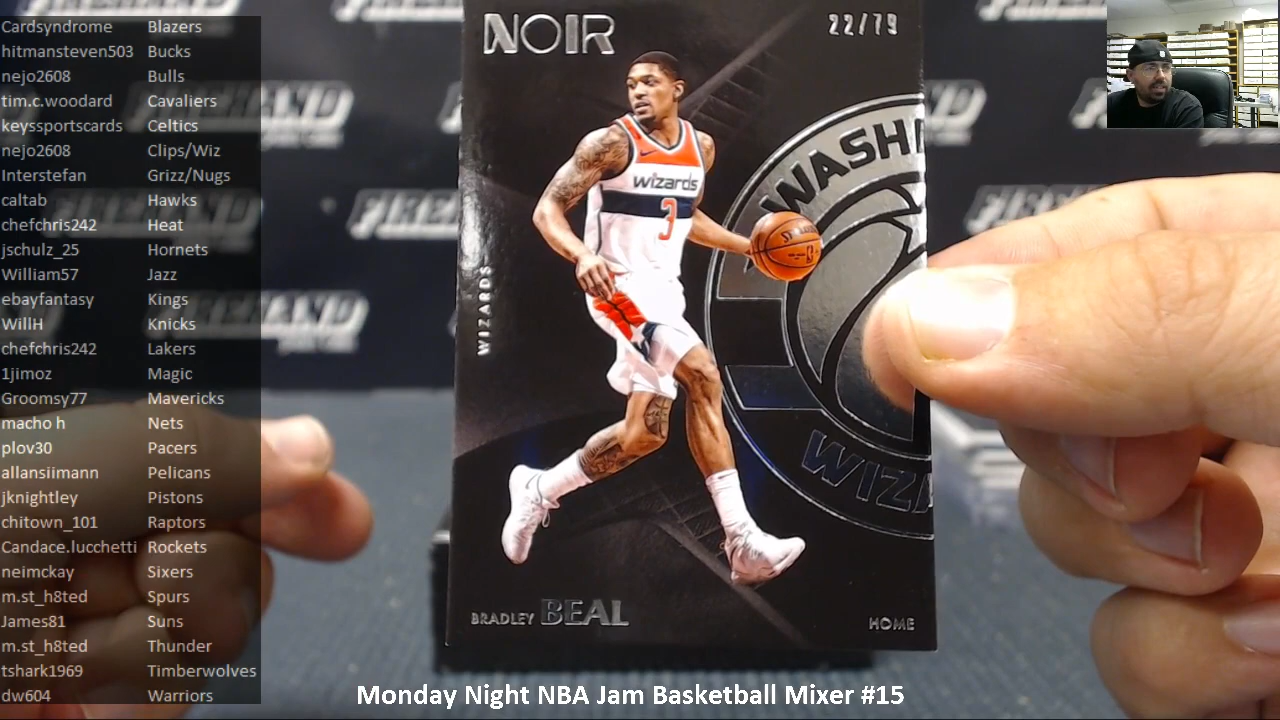 Cardsyndrome Blazers
hitmansteven503 Bucks
nejo2608 Bulls
tim.c.woodard Cavaliers
keyssportscards Celtics
nejo2608 Clips/Wiz
Interstefan Grizz/Nugs
caltab Hawks
chefchris242 Heat
jschulz_25 Hornets
William57 Jazz
ebayfantasy Kings
WillH Knicks
chefchris242 Lakers
1jimoz Magic
Groomsy77 Mavericks
macho h Nets
plov30 Pacers
allansiimann Pelicans
jknightley Pistons
chitown_101 Raptors
Candace.lucchetti Rockets
neimckay Sixers
m.st_h8ted Spurs
James81 Suns
m.st_h8ted Thunder
tshark1969 Timberwolves
dw604 Warriors
NOIR 22/79
WASHI
wizards
3
SPALDING
WIZARDS
WIZA
BRADLEY BEAL HOME
FIREHAND
Monday Night NBA Jam Basketball Mixer #15